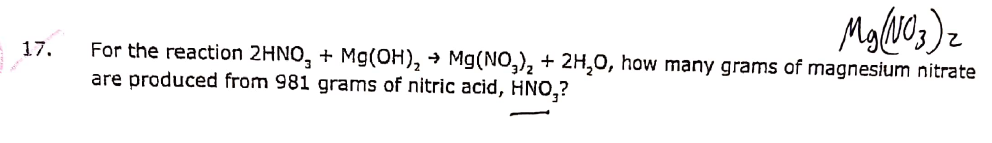 Mg(NO₃)₂
17. For the reaction 2HNO₃ + Mg(OH)₂ → Mg(NO₃)₂ + 2H₂O, how many grams of magnesium nitrate
are produced from 981 grams of nitric acid, HNO₃?